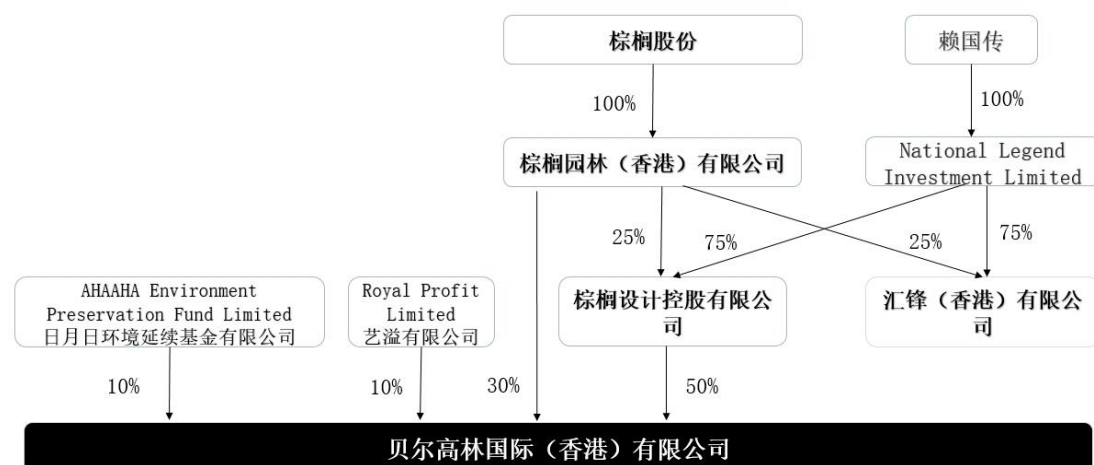 棕榈股份
赖国传
100%
100%
棕榈园林（香港）有限公司
National Legend
Investment Limited
25%
75%
25%
75%
AHAAHA Environment
Preservation Fund Limited
日月日环境延续基金有限公司
Royal Profit
Limited
艺溢有限公司
棕榈设计控股有限公
司
汇锋（香港）有限公
司
10%
10%
30%
50%
贝尔高林国际（香港）有限公司